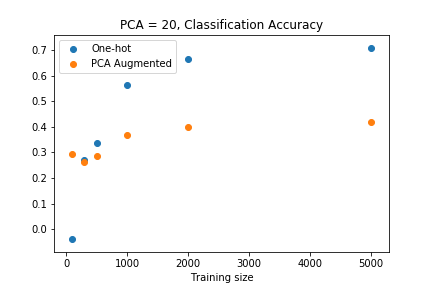 PCA = 20, Classification Accuracy
One-hot
PCA Augmented
0.7
0.6
0.5
0.4
0.3
0.2
0.1
0.0
0 1000 2000 3000 4000 5000
Training size